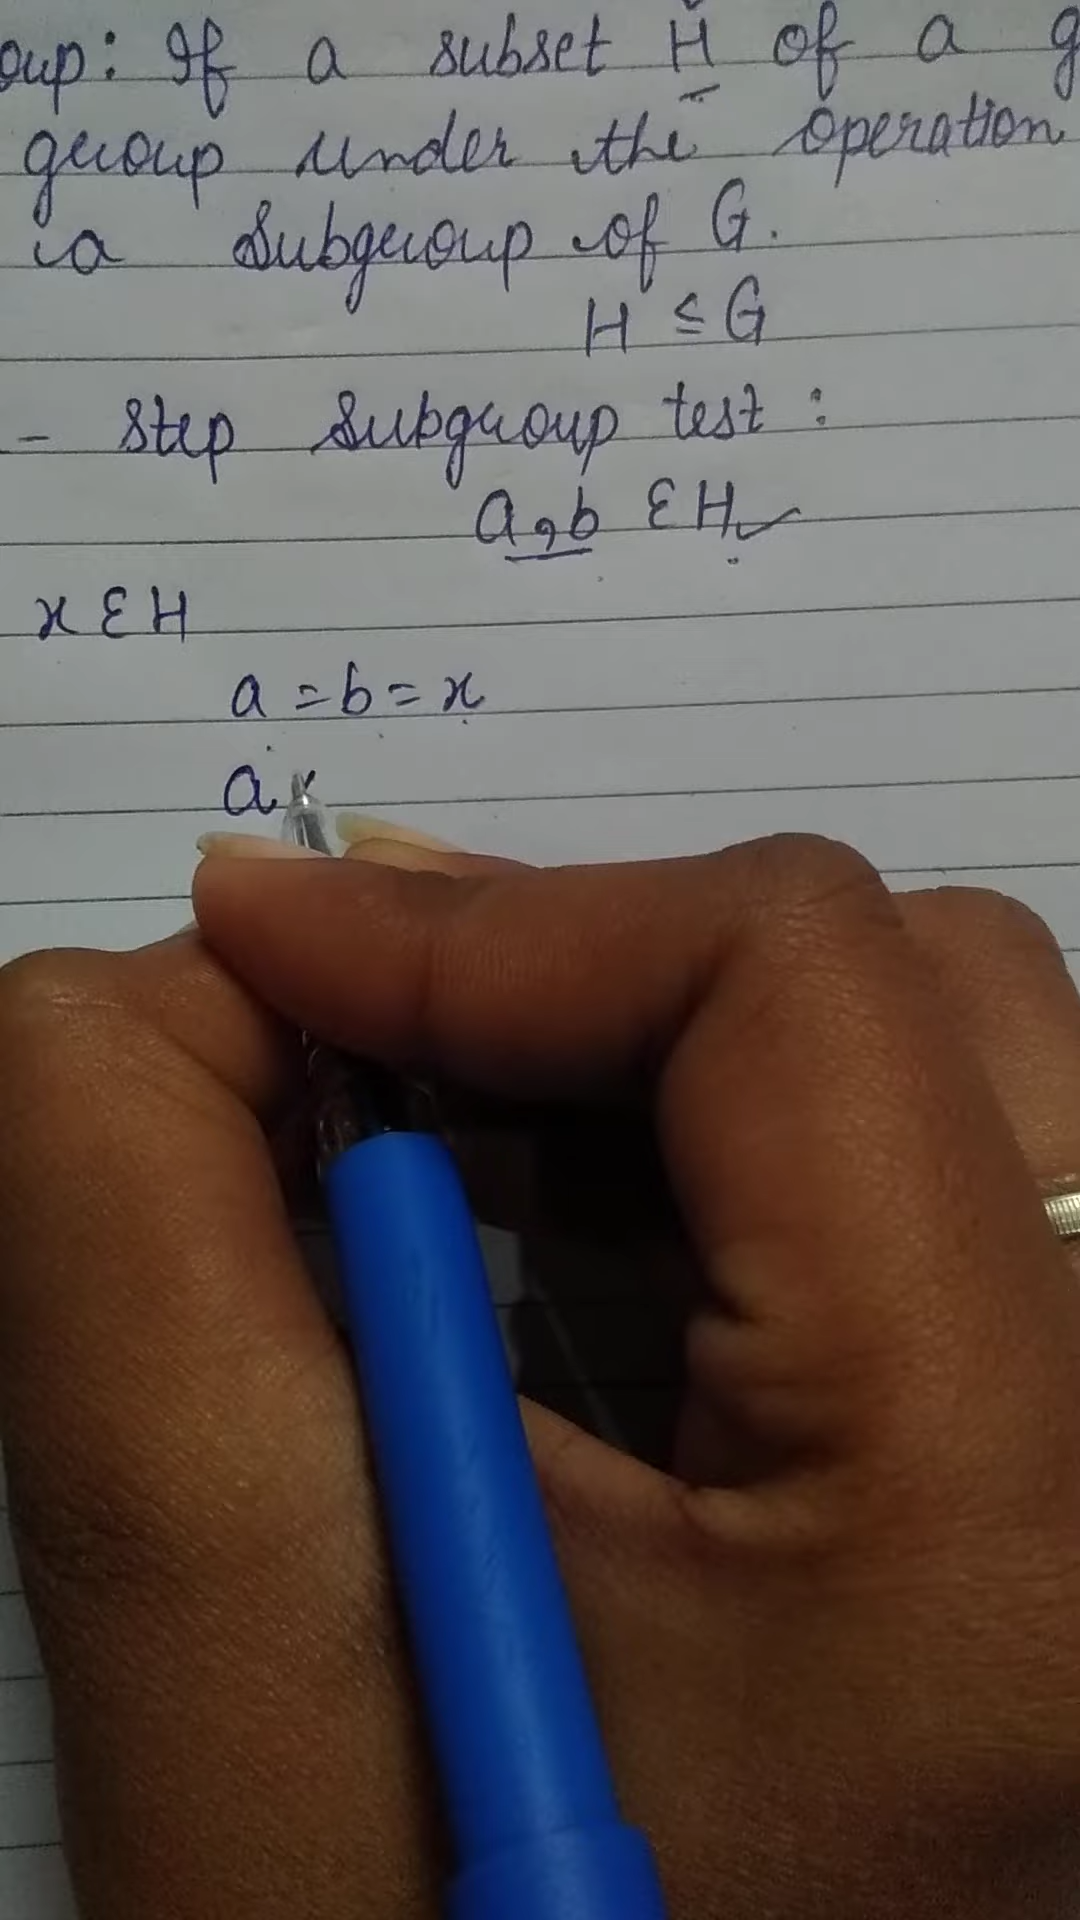 oup: If a subset H of a g
group under the operation
is a Subgroup of G.
H ≤ G
- Step Subgroup test :
a, b ɛ H
x ɛ H
a = b = x
a